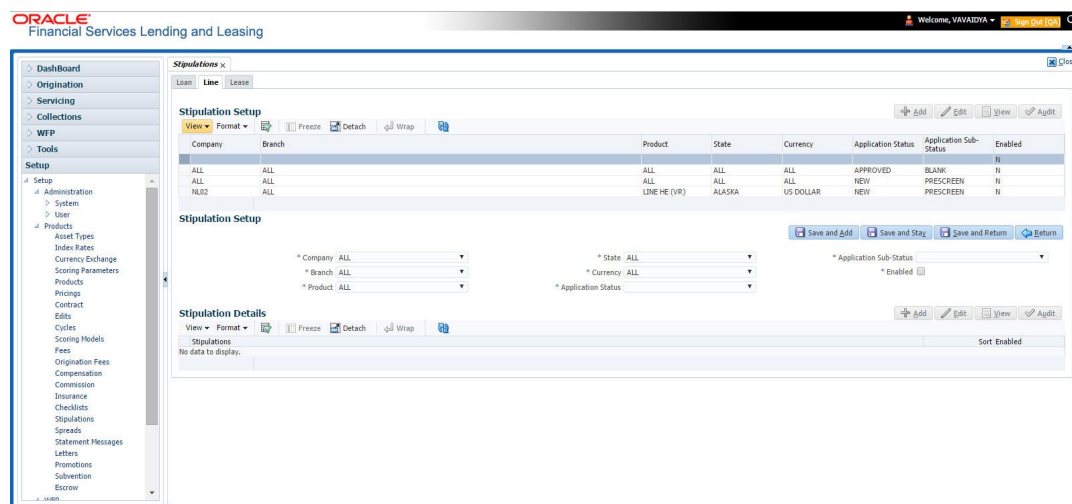 ORACLE
Financial Services Lending and Leasing
Welcome, VAVAIDYA
Sign Out [QA]
DashBoard
Origination
Servicing
Collections
WFP
Tools
Setup
Setup
Administration
System
User
Products
Asset Types
Index Rates
Currency Exchange
Scoring Parameters
Products
Pricings
Contract
Edits
Cycles
Scoring Models
Fees
Origination Fees
Compensation
Commission
Insurance
Checklists
Stipulations
Spreads
Statement Messages
Letters
Promotions
Subvention
Escrow
WFP
Stipulations x
Clos
Loan Line Lease
Stipulation Setup
Add Edit View Audit
View Format Freeze Detach Wrap
Company Branch Product State Currency Application Status Application Sub-Status Enabled
N
ALL ALL ALL ALL ALL APPROVED BLANK N
ALL ALL ALL ALL ALL NEW PRESCREEN N
NL02 ALL LINE HE (VR) ALASKA US DOLLAR NEW PRESCREEN N
Stipulation Setup
Save and Add Save and Stay Save and Return Return
* Company ALL * State ALL * Application Sub-Status
* Branch ALL * Currency ALL * Enabled
* Product ALL * Application Status
Stipulation Details
Add Edit View Audit
View Format Freeze Detach Wrap
Stipulations Sort Enabled
No data to display.